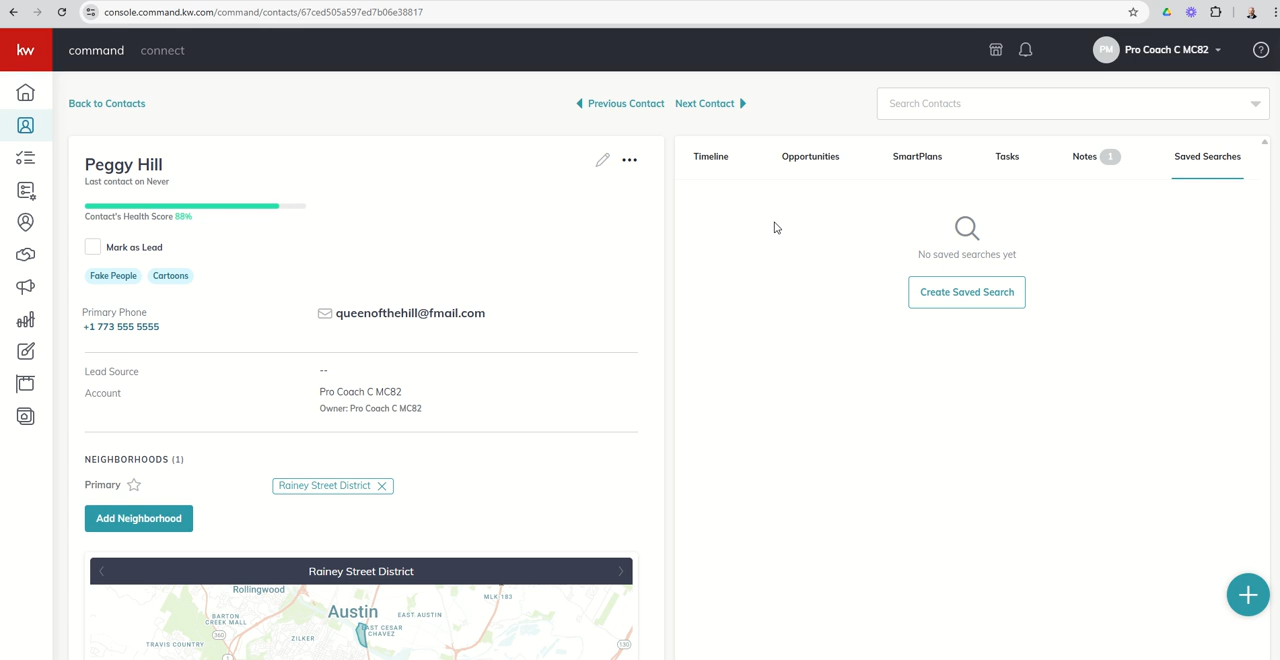 console.command.kw.com/command/contacts/67ced505a597ed7b06e38817
kw
command
connect
PM
Pro Coach C MC82
?
Back to Contacts
Previous Contact
Next Contact
Search Contacts
Peggy Hill
Last contact on Never
Contact's Health Score 88%
Mark as Lead
Fake People
Cartoons
Primary Phone
+1 773 555 5555
queenofthehill@fmail.com
Lead Source
--
Account
Pro Coach C MC82
Owner: Pro Coach C MC82
NEIGHBORHOODS (1)
Primary
Rainey Street District
Add Neighborhood
Rainey Street District
Rollingwood
BARTON
CREEK MALL
360
TRAVIS COUNTRY
ZILKER
Austin
EAST AUSTIN
EAST CESAR
CHAVEZ
MLK 183
130
Timeline
Opportunities
SmartPlans
Tasks
Notes 1
Saved Searches
No saved searches yet
Create Saved Search